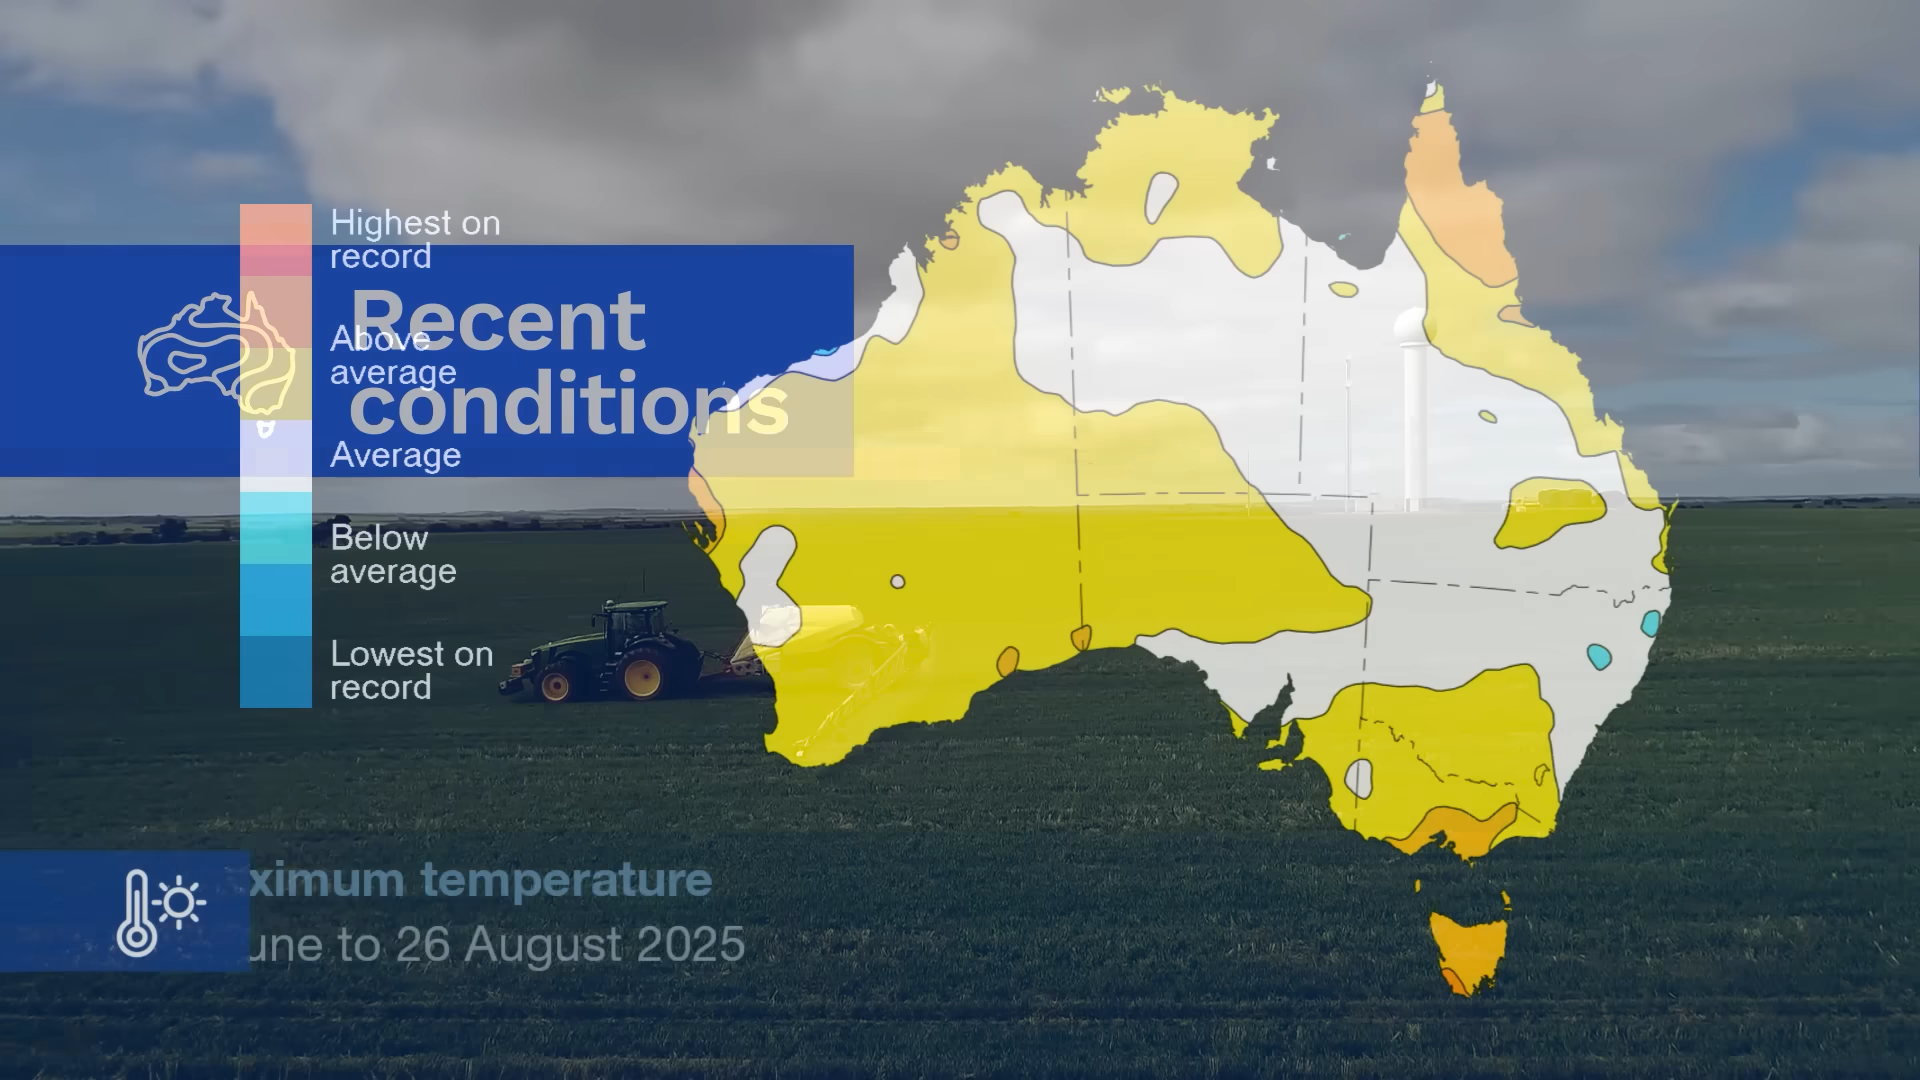 Highest on
record
Recent
conditions
Above
average
Average
Below
average
Lowest on
record
ximum temperature
une to 26 August 2025